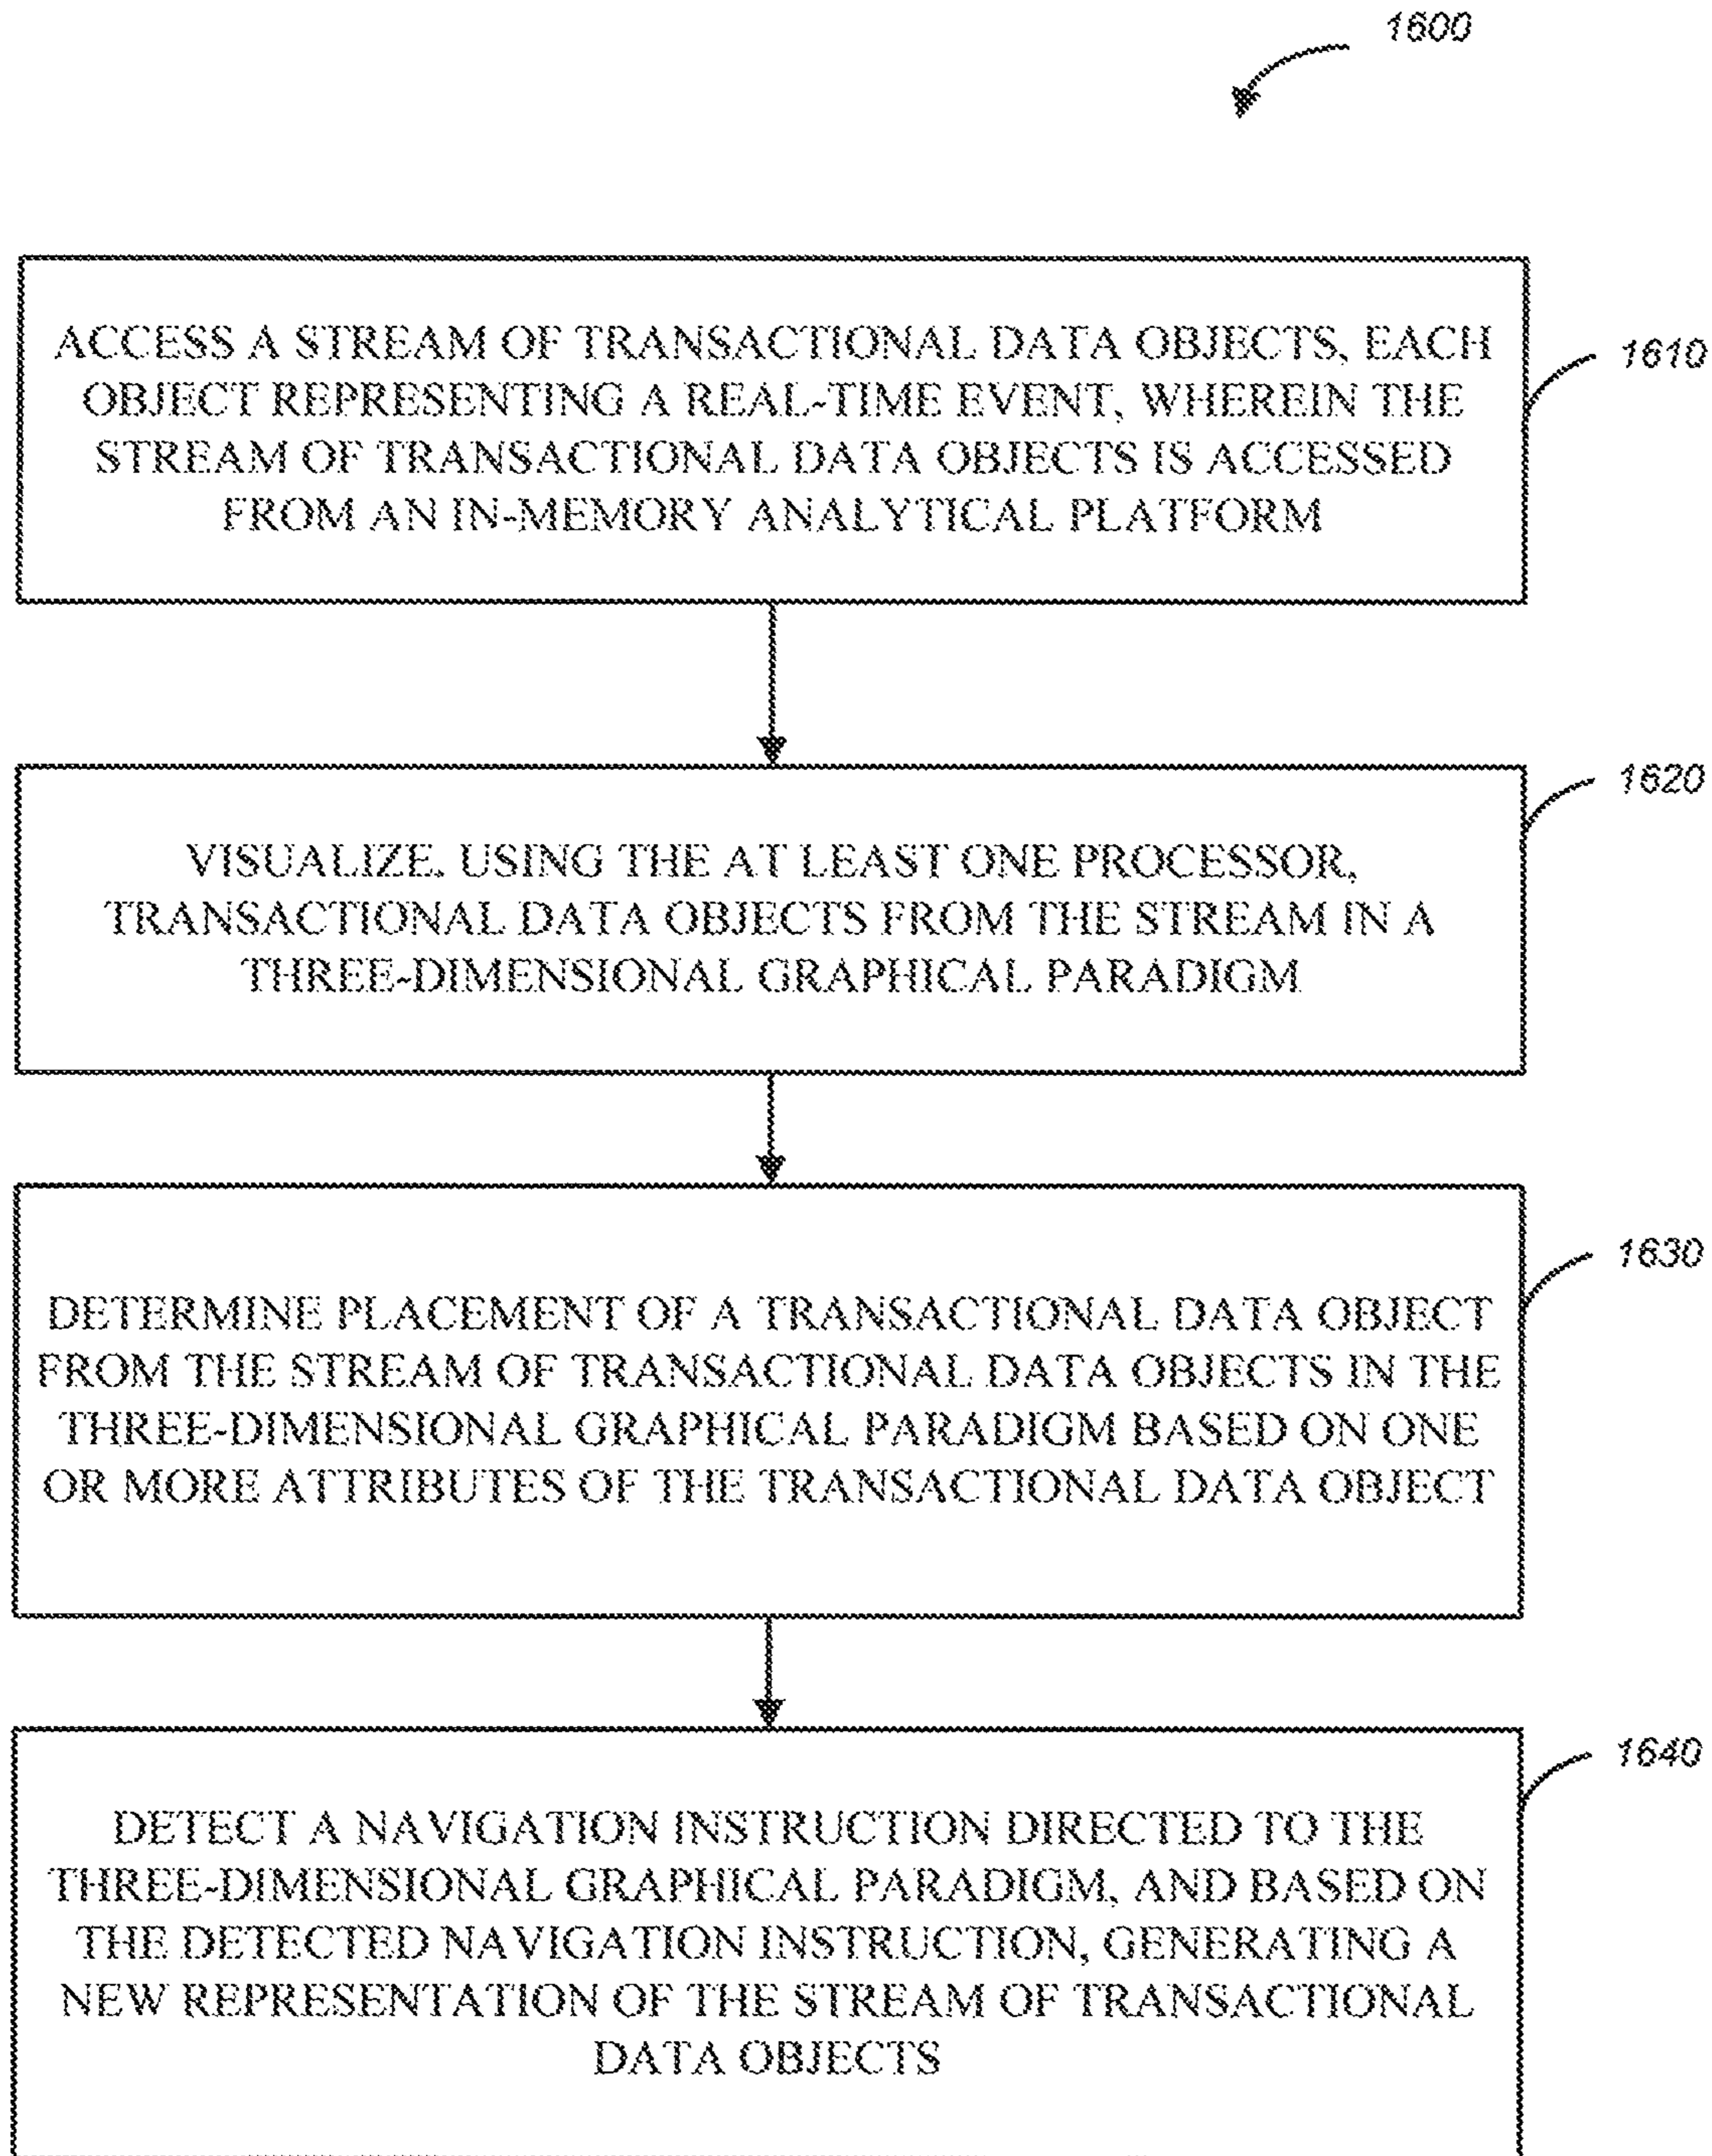 1600
ACCESS A STREAM OF TRANSACTIONAL DATA OBJECTS, EACH
OBJECT REPRESENTING A REAL-TIME EVENT, WHEREIN THE
STREAM OF TRANSACTIONAL DATA OBJECTS IS ACCESSED
FROM AN IN-MEMORY ANALYTICAL PLATFORM
1610
VISUALIZE, USING THE AT LEAST ONE PROCESSOR,
TRANSACTIONAL DATA OBJECTS FROM THE STREAM IN A
THREE-DIMENSIONAL GRAPHICAL PARADIGM
1620
DETERMINE PLACEMENT OF A TRANSACTIONAL DATA OBJECT
FROM THE STREAM OF TRANSACTIONAL DATA OBJECTS IN THE
THREE-DIMENSIONAL GRAPHICAL PARADIGM BASED ON ONE
OR MORE ATTRIBUTES OF THE TRANSACTIONAL DATA OBJECT
1630
DETECT A NAVIGATION INSTRUCTION DIRECTED TO THE
THREE-DIMENSIONAL GRAPHICAL PARADIGM, AND BASED ON
THE DETECTED NAVIGATION INSTRUCTION, GENERATING A
NEW REPRESENTATION OF THE STREAM OF TRANSACTIONAL
DATA OBJECTS
1640